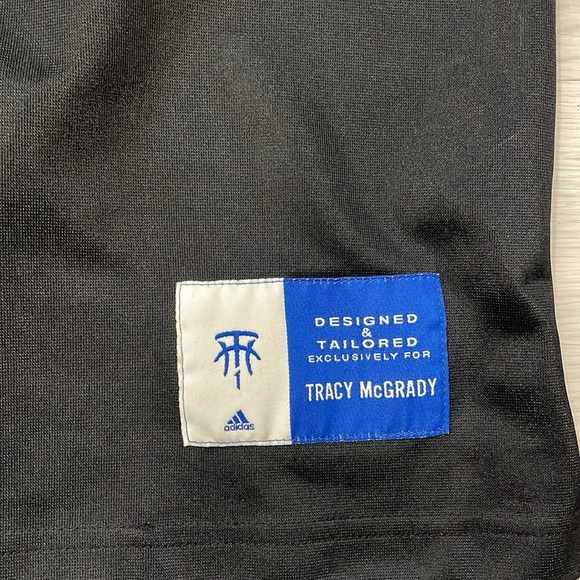 DESIGNED
&
TAILORED
EXCLUSIVELY FOR
TRACY McGRADY
adidas